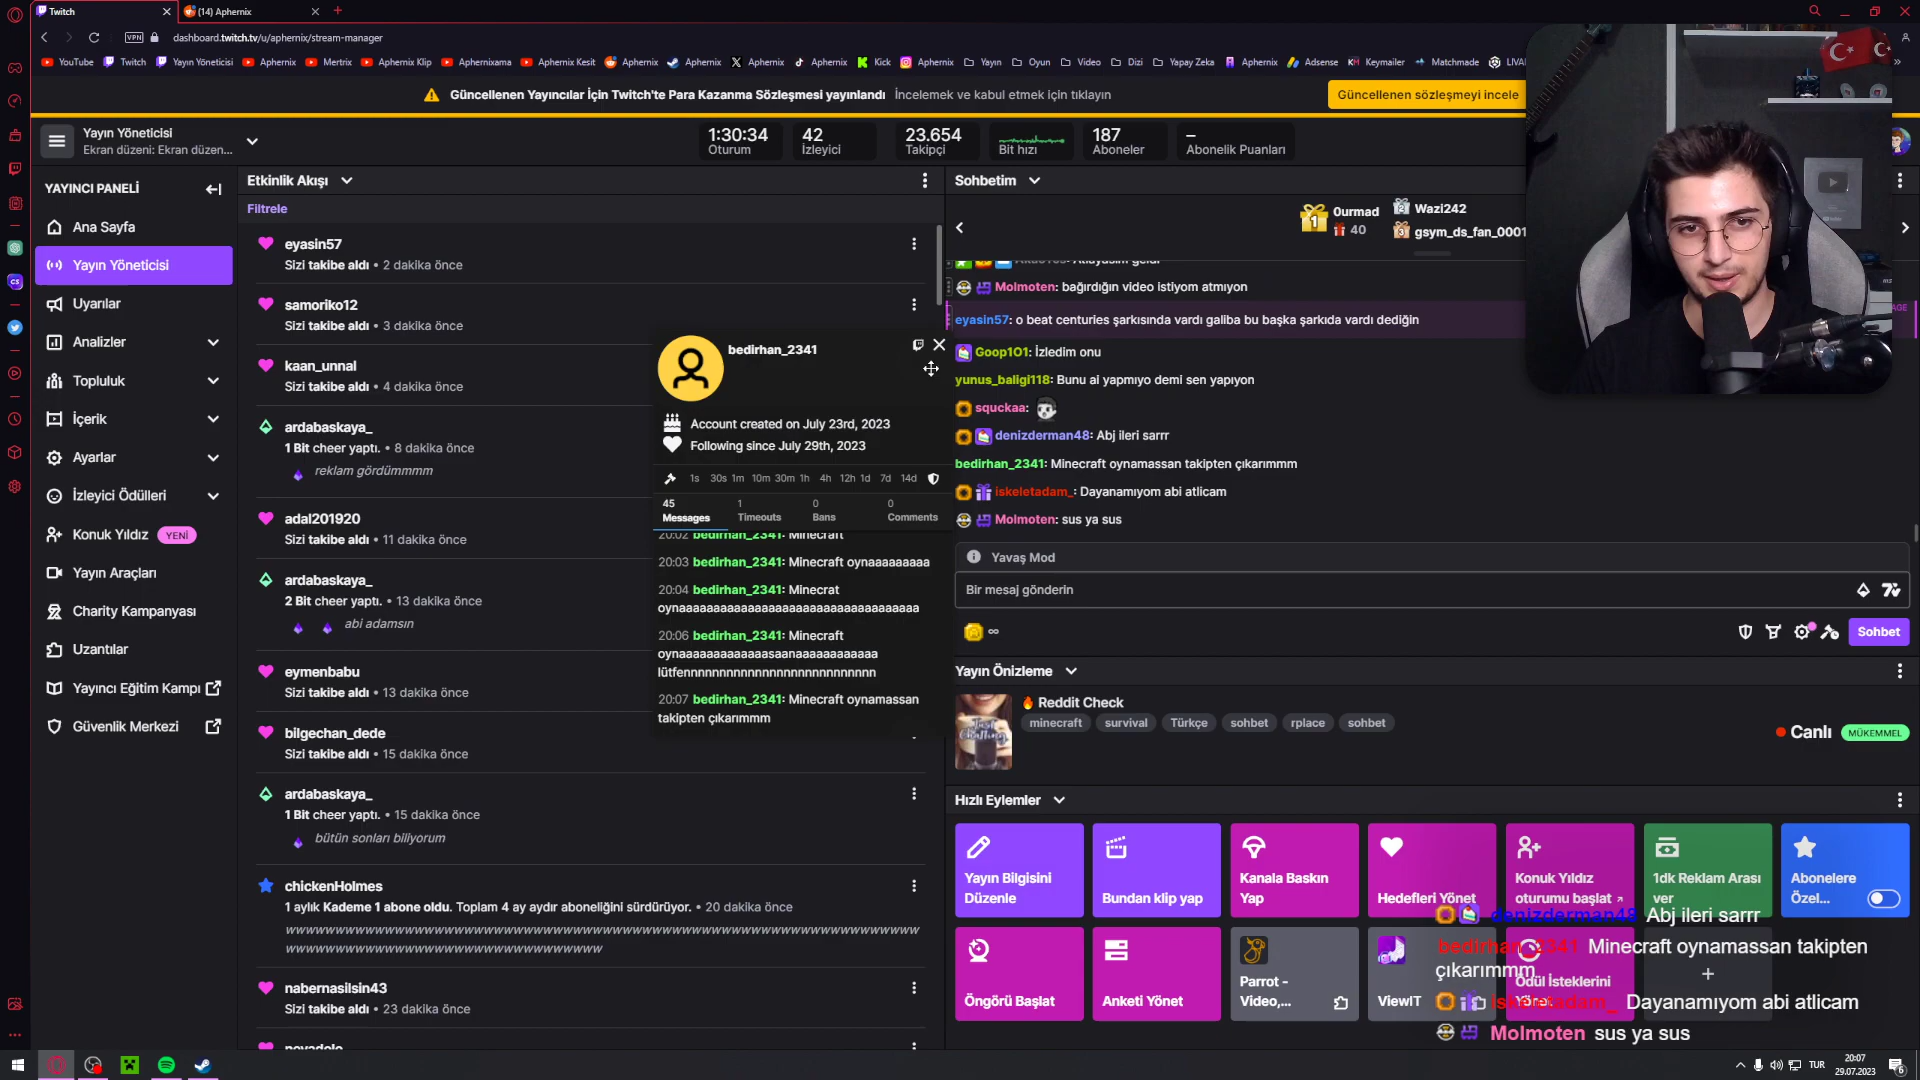 Twitch
(14) Aphernix
VPN
dashboard.twitch.tv/u/aphernix/stream-manager
YouTube
Twitch
Yayın Yöneticisi
Aphernix
Mertrix
Aphernix Klip
Aphernixama
Aphernix Kesit
Aphernix
Aphernix
Aphernix
Aphernix
Kick
Aphernix
Yayın
Oyun
Video
Dizi
Yapay Zeka
Aphernix
Adsense
Keymailer
Matchmade
Güncellenen Yayıncılar İçin Twitch'te Para Kazanma Sözleşmesi yayınlandı İncelemek ve kabul etmek için tıklayın
Güncellenen sözleşmeyi incele
Yayın Yöneticisi
Ekran düzeni: Ekran düzen...
1:30:34
Oturum
42
İzleyici
23.654
Takipçi
Bit hızı
187
Aboneler
–
Abonelik Puanları
YAYINCI PANELİ
Ana Sayfa
Yayın Yöneticisi
Uyarılar
Analizler
Topluluk
İçerik
Ayarlar
İzleyici Ödülleri
Konuk Yıldız YENİ
Yayın Araçları
Charity Kampanyası
Uzantılar
Yayıncı Eğitim Kampı
Güvenlik Merkezi
Etkinlik Akışı
Filtrele
eyasin57
Sizi takibe aldı • 2 dakika önce
samoriko12
Sizi takibe aldı • 3 dakika önce
kaan_unnal
Sizi takibe aldı • 4 dakika önce
ardabaskaya_
1 Bit cheer yaptı. • 8 dakika önce
reklam gördümmmm
adal201920
Sizi takibe aldı • 11 dakika önce
ardabaskaya_
2 Bit cheer yaptı. • 13 dakika önce
abi adamsın
eymenbabu
Sizi takibe aldı • 13 dakika önce
bilgechan_dede
Sizi takibe aldı • 15 dakika önce
ardabaskaya_
1 Bit cheer yaptı. • 15 dakika önce
bütün sonları biliyorum
chickenHolmes
1 aylık Kademe 1 abone oldu. Toplam 4 ay aydır aboneliğini sürdürüyor. • 20 dakika önce
nabernasilsin43
Sizi takibe aldı • 23 dakika önce
bedirhan_2341
Account created on July 23rd, 2023
Following since July 29th, 2023
1s 30s 1m 10m 30m 1h 4h 12h 1d 7d 14d
45
Messages
1
Timeouts
0
Bans
0
Comments
20:02 bedirhan_2341: Minecraft
20:03 bedirhan_2341: Minecraft oynaaaaaaaaa
20:04 bedirhan_2341: Minecrat
oynaaaaaaaaaaaaaaaaaaaaaaaaaaaaaaaaaa
20:06 bedirhan_2341: Minecraft
oynaaaaaaaaaaaaasaanaaaaaaaaaaaa
lütfennnnnnnnnnnnnnnnnnnnnnnnnnn
20:07 bedirhan_2341: Minecraft oynamassan
takipten çıkarımmmm
Sohbetim
1 0urmad
40
2 Wazi242
3 gsym_ds_fan_0001
Molmoten: bağırdığın video istiyom atmıyon
eyasin57: o beat centuries şarkısında vardı galiba bu başka şarkıda vardı dediğin
Goop1O1: İzledim onu
yunus_baligi118: Bunu ai yapmıyo demi sen yapıyon
squckaa:
denizderman48: Abj ileri sarrr
bedirhan_2341: Minecraft oynamassan takipten çıkarımmm
iskeletadam_: Dayanamıyom abi atlicam
Molmoten: sus ya sus
Yavaş Mod
Bir mesaj gönderin
∞
Sohbet
Yayın Önizleme
Reddit Check
minecraft survival Türkçe sohbet rplace sohbet
Canlı MÜKEMMEL
Hızlı Eylemler
Yayın Bilgisini
Düzenle
Bundan klip yap
Kanala Baskın
Yap
Hedefleri Yönet
Konuk Yıldız
oturumu başlat
1dk Reklam Arası
ver
Abonelere
Özel...
Öngörü Başlat
Anketi Yönet
Parrot -
Video,...
ViewIT
Ödül İsteklerini
denizderman48 Abj ileri sarrr
bedirhan_2341 Minecraft oynamassan takipten
çıkarımmm
iskeletadam_ Dayanamıyom abi atlicam
Molmoten sus ya sus
TUR
20:07
29.07.2023
6